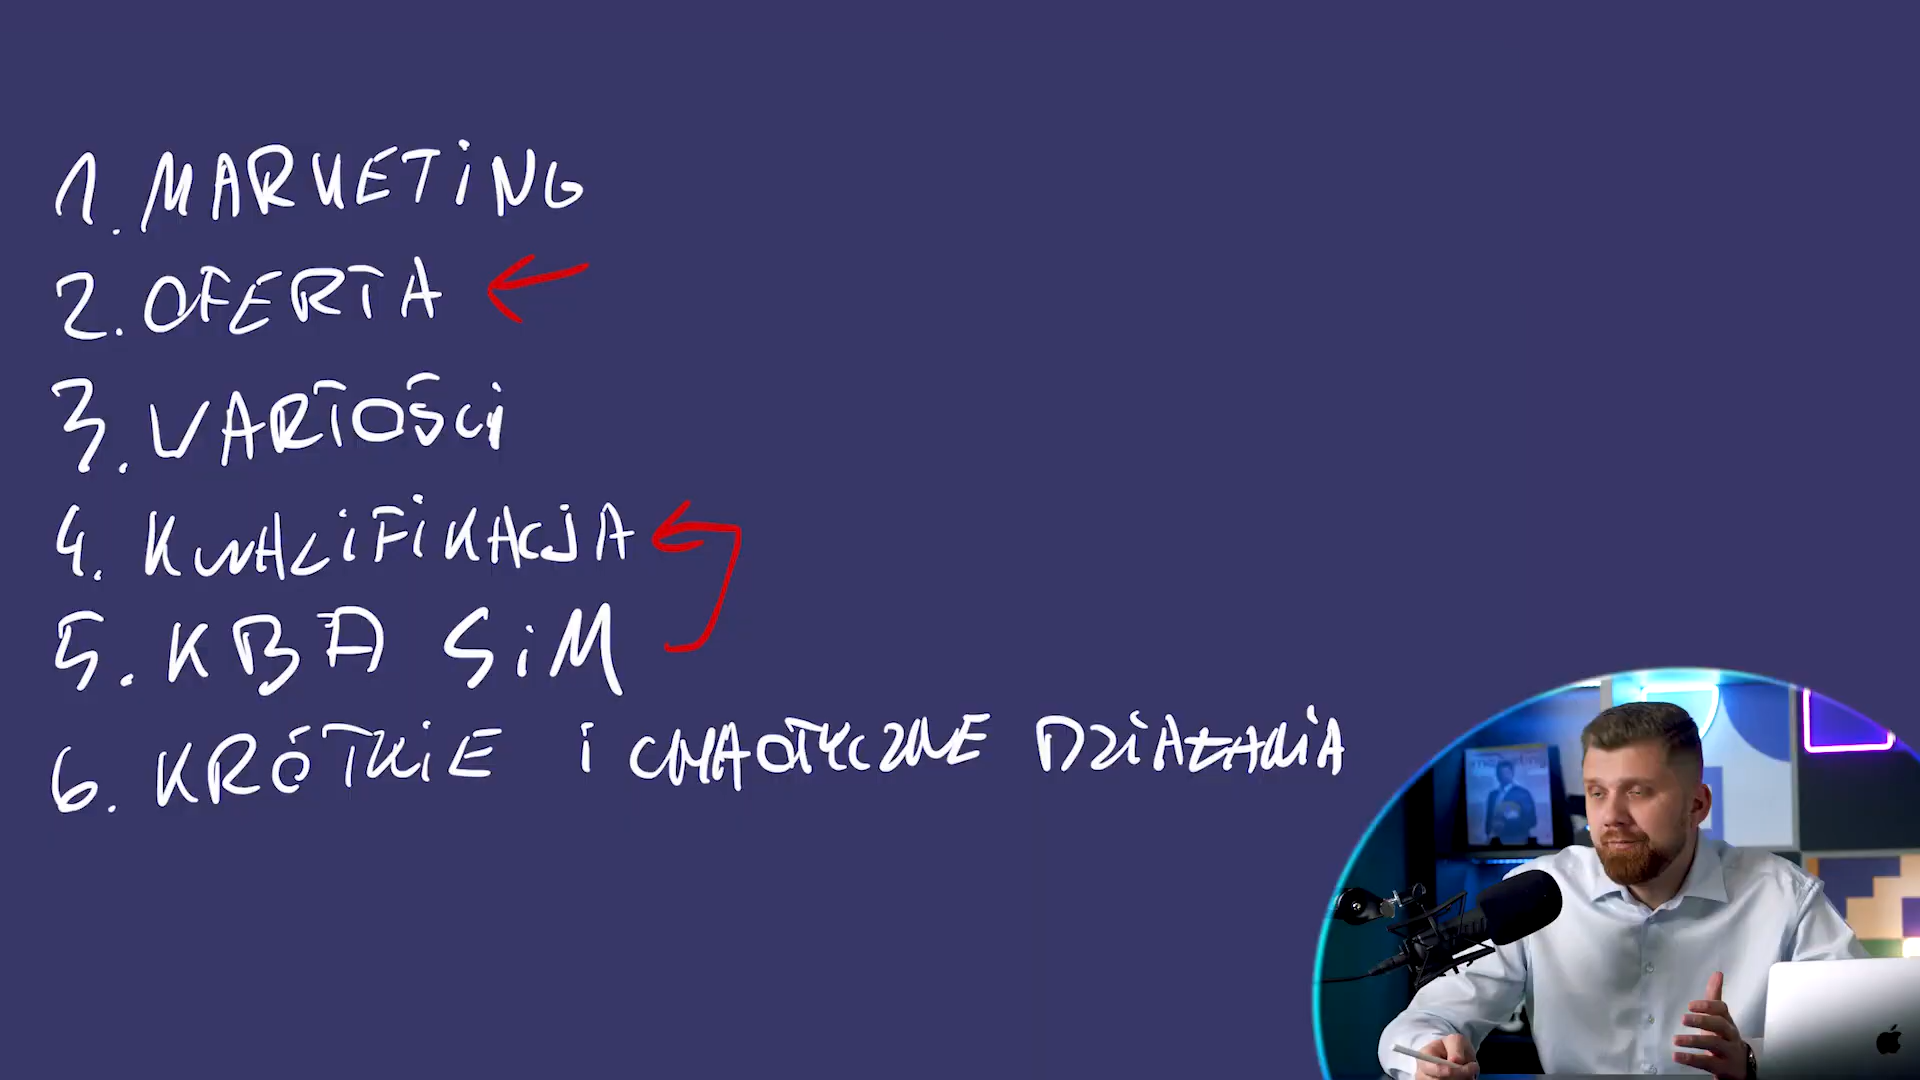 1. MARKETING
2. OFERTA
3. WARTOŚCI
4. KWALIFIKACJA
5. KBA SIM
6. KRÓTKIE I CHAOTYCZNE DZIAŁANIA